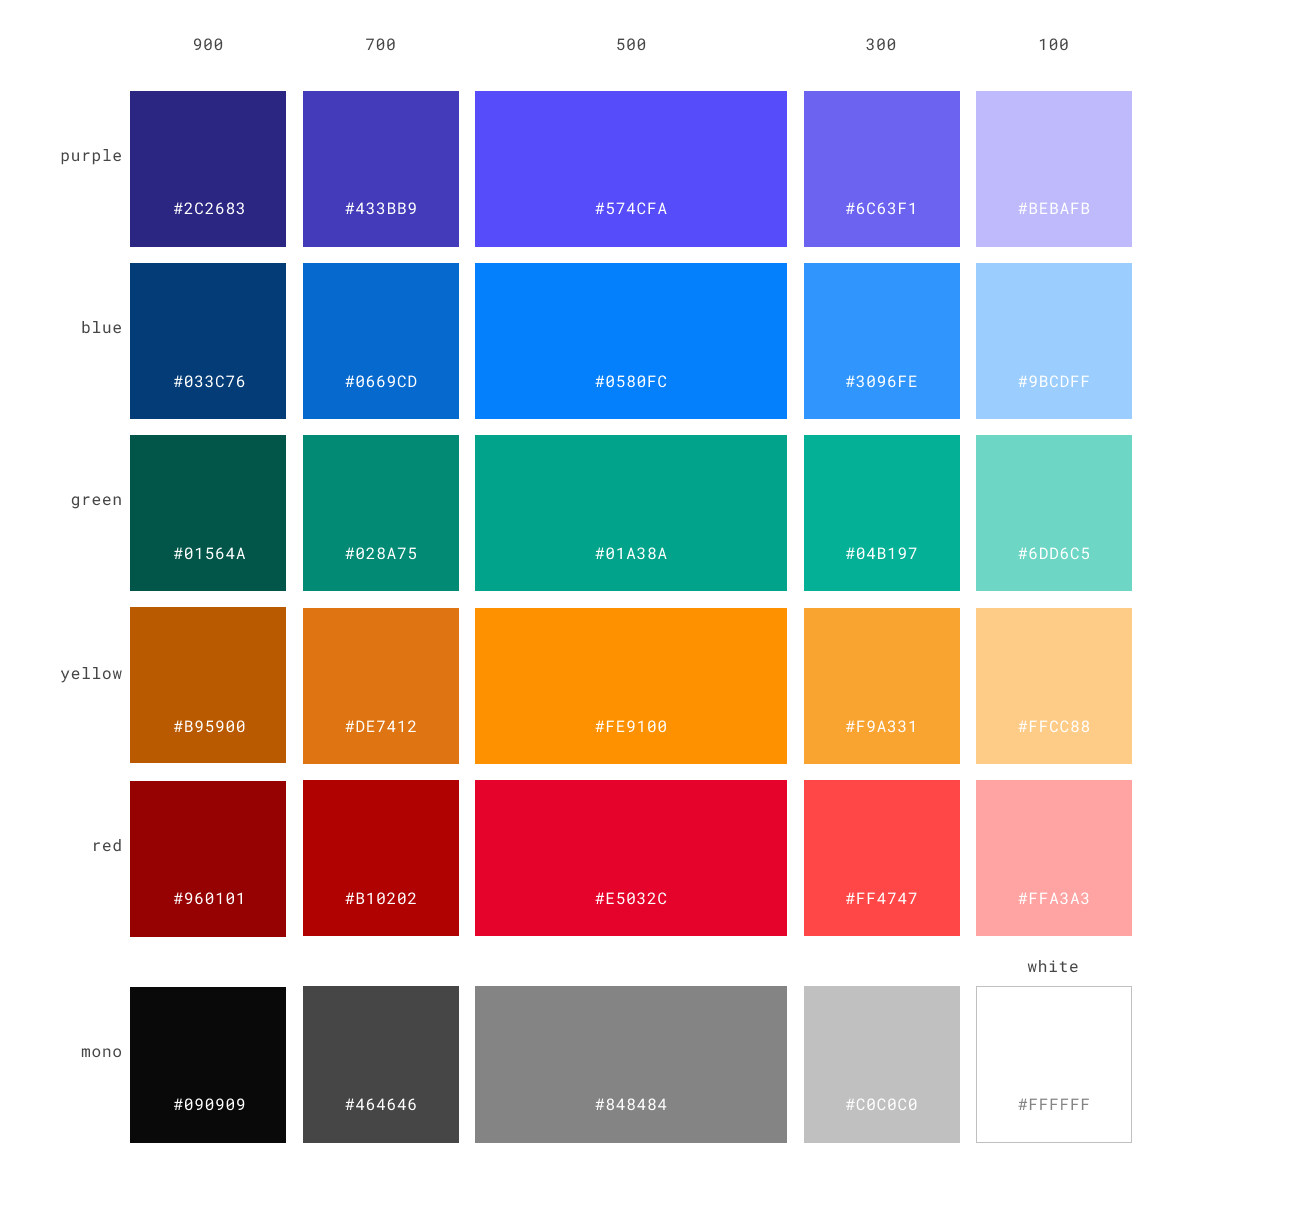 900 700 500 300 100
purple
#2C2683 #433BB9 #574CFA #6C63F1 #BEBAFB
blue
#033C76 #0669CD #0580FC #3096FE #9BCDFF
green
#01564A #028A75 #01A38A #04B197 #6DD6C5
yellow
#B95900 #DE7412 #FE9100 #F9A331 #FFCC88
red
#960101 #B10202 #E5032C #FF4747 #FFA3A3
white
mono
#090909 #464646 #848484 #C0C0C0 #FFFFFF